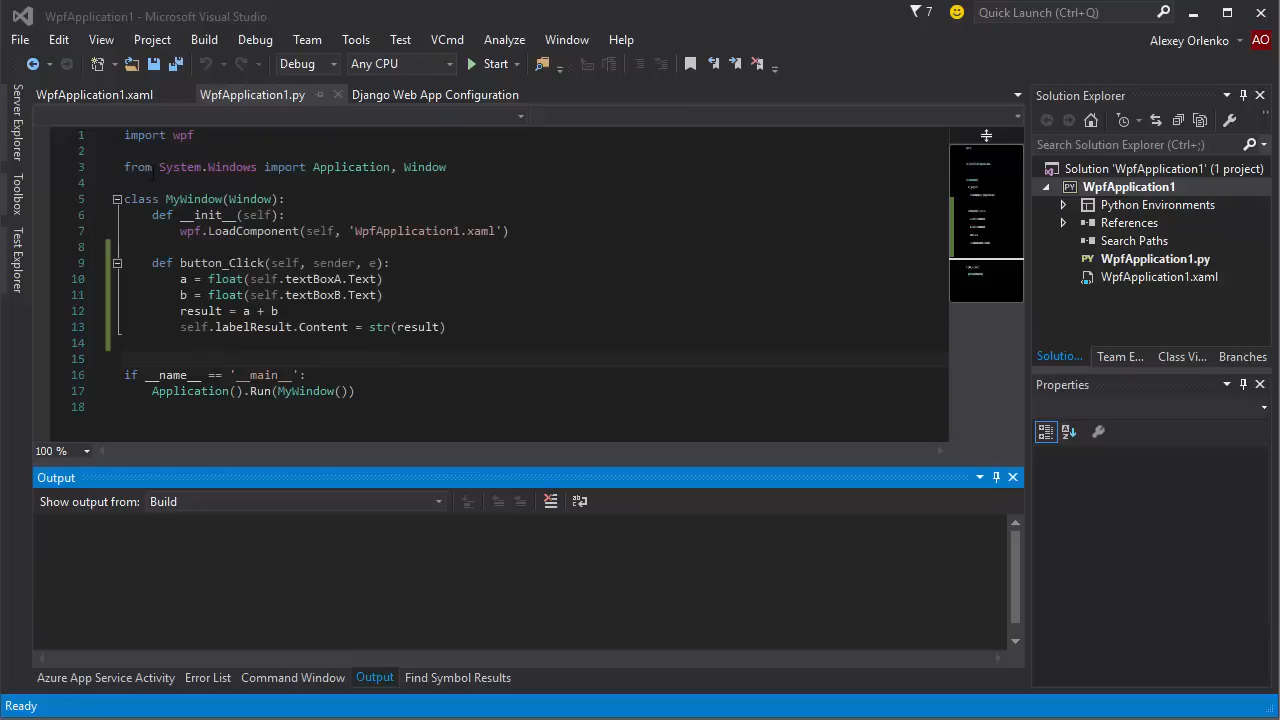 WpfApplication1 - Microsoft Visual Studio
7
Quick Launch (Ctrl+Q)
File Edit View Project Build Debug Team Tools Test VCmd Analyze Window Help
Alexey Orlenko AO
Debug Any CPU Start
Server Explorer
Toolbox
Test Explorer
WpfApplication1.xaml WpfApplication1.py Django Web App Configuration
1 import wpf
2
3 from System.Windows import Application, Window
4
5 class MyWindow(Window):
6 def __init__(self):
7 wpf.LoadComponent(self, 'WpfApplication1.xaml')
8
9 def button_Click(self, sender, e):
10 a = float(self.textBoxA.Text)
11 b = float(self.textBoxB.Text)
12 result = a + b
13 self.labelResult.Content = str(result)
14
15
16 if __name__ == '__main__':
17 Application().Run(MyWindow())
18
100 %
Output
Show output from: Build
Azure App Service Activity Error List Command Window Output Find Symbol Results
Ready
Solution Explorer
Search Solution Explorer (Ctrl+;)
Solution 'WpfApplication1' (1 project)
PY WpfApplication1
Python Environments
References
Search Paths
PY WpfApplication1.py
WpfApplication1.xaml
Solutio... Team E... Class Vi... Branches
Properties